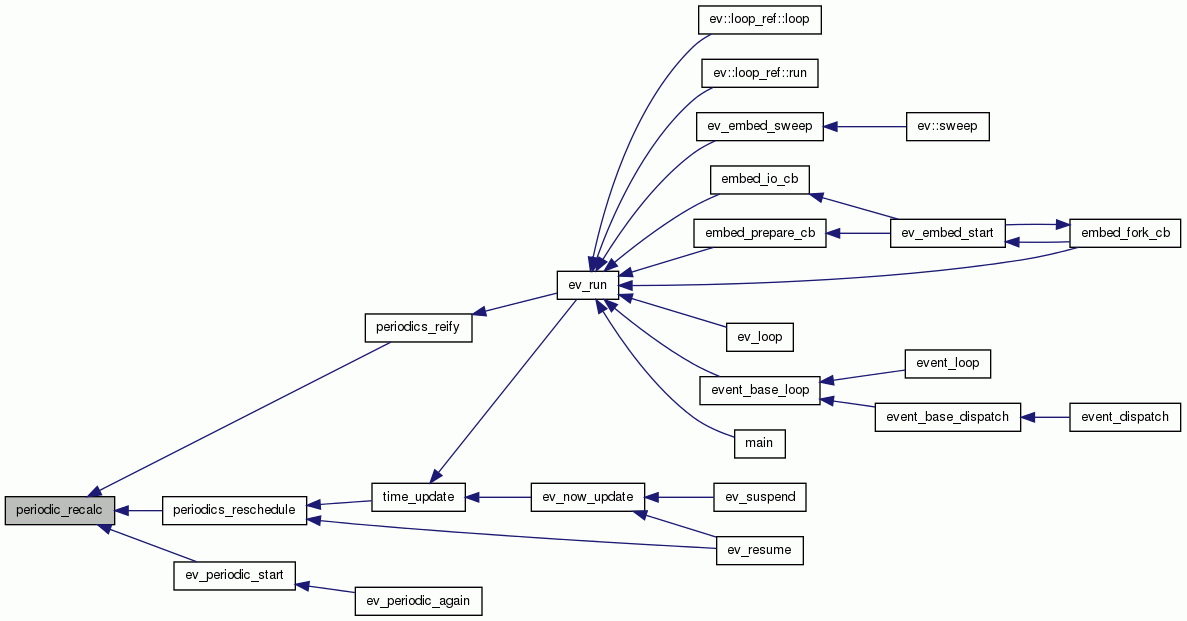 ev::loop_ref::loop
ev::loop_ref::run
ev_embed_sweep
ev::sweep
embed_io_cb
embed_prepare_cb
ev_embed_start
embed_fork_cb
ev_run
periodics_reify
ev_loop
event_loop
event_base_loop
event_base_dispatch
event_dispatch
main
periodic_recalc
periodics_reschedule
time_update
ev_now_update
ev_suspend
ev_resume
ev_periodic_start
ev_periodic_again